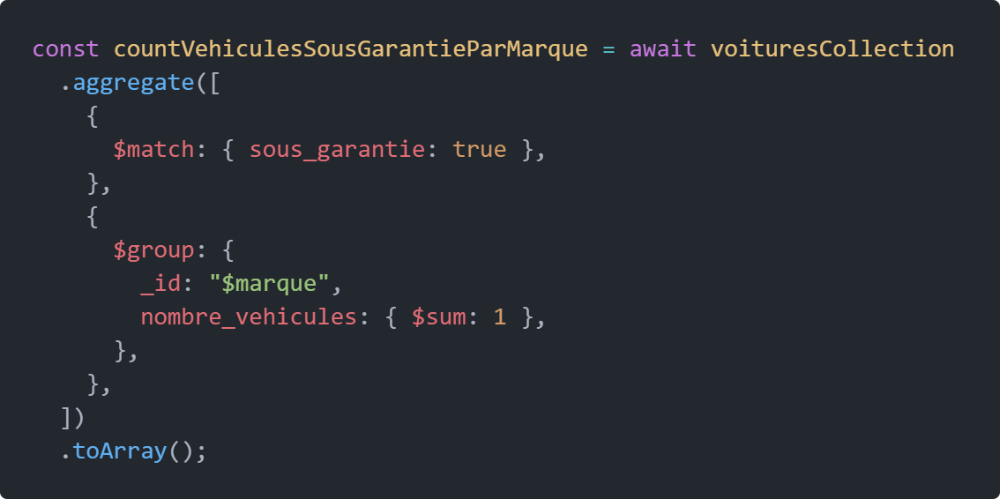 const countVehiculesSousGarantieParMarque = await voituresCollection
  .aggregate([
    {
      $match: { sous_garantie: true },
    },
    {
      $group: {
        _id: "$marque",
        nombre_vehicules: { $sum: 1 },
      },
    },
  ])
  .toArray();